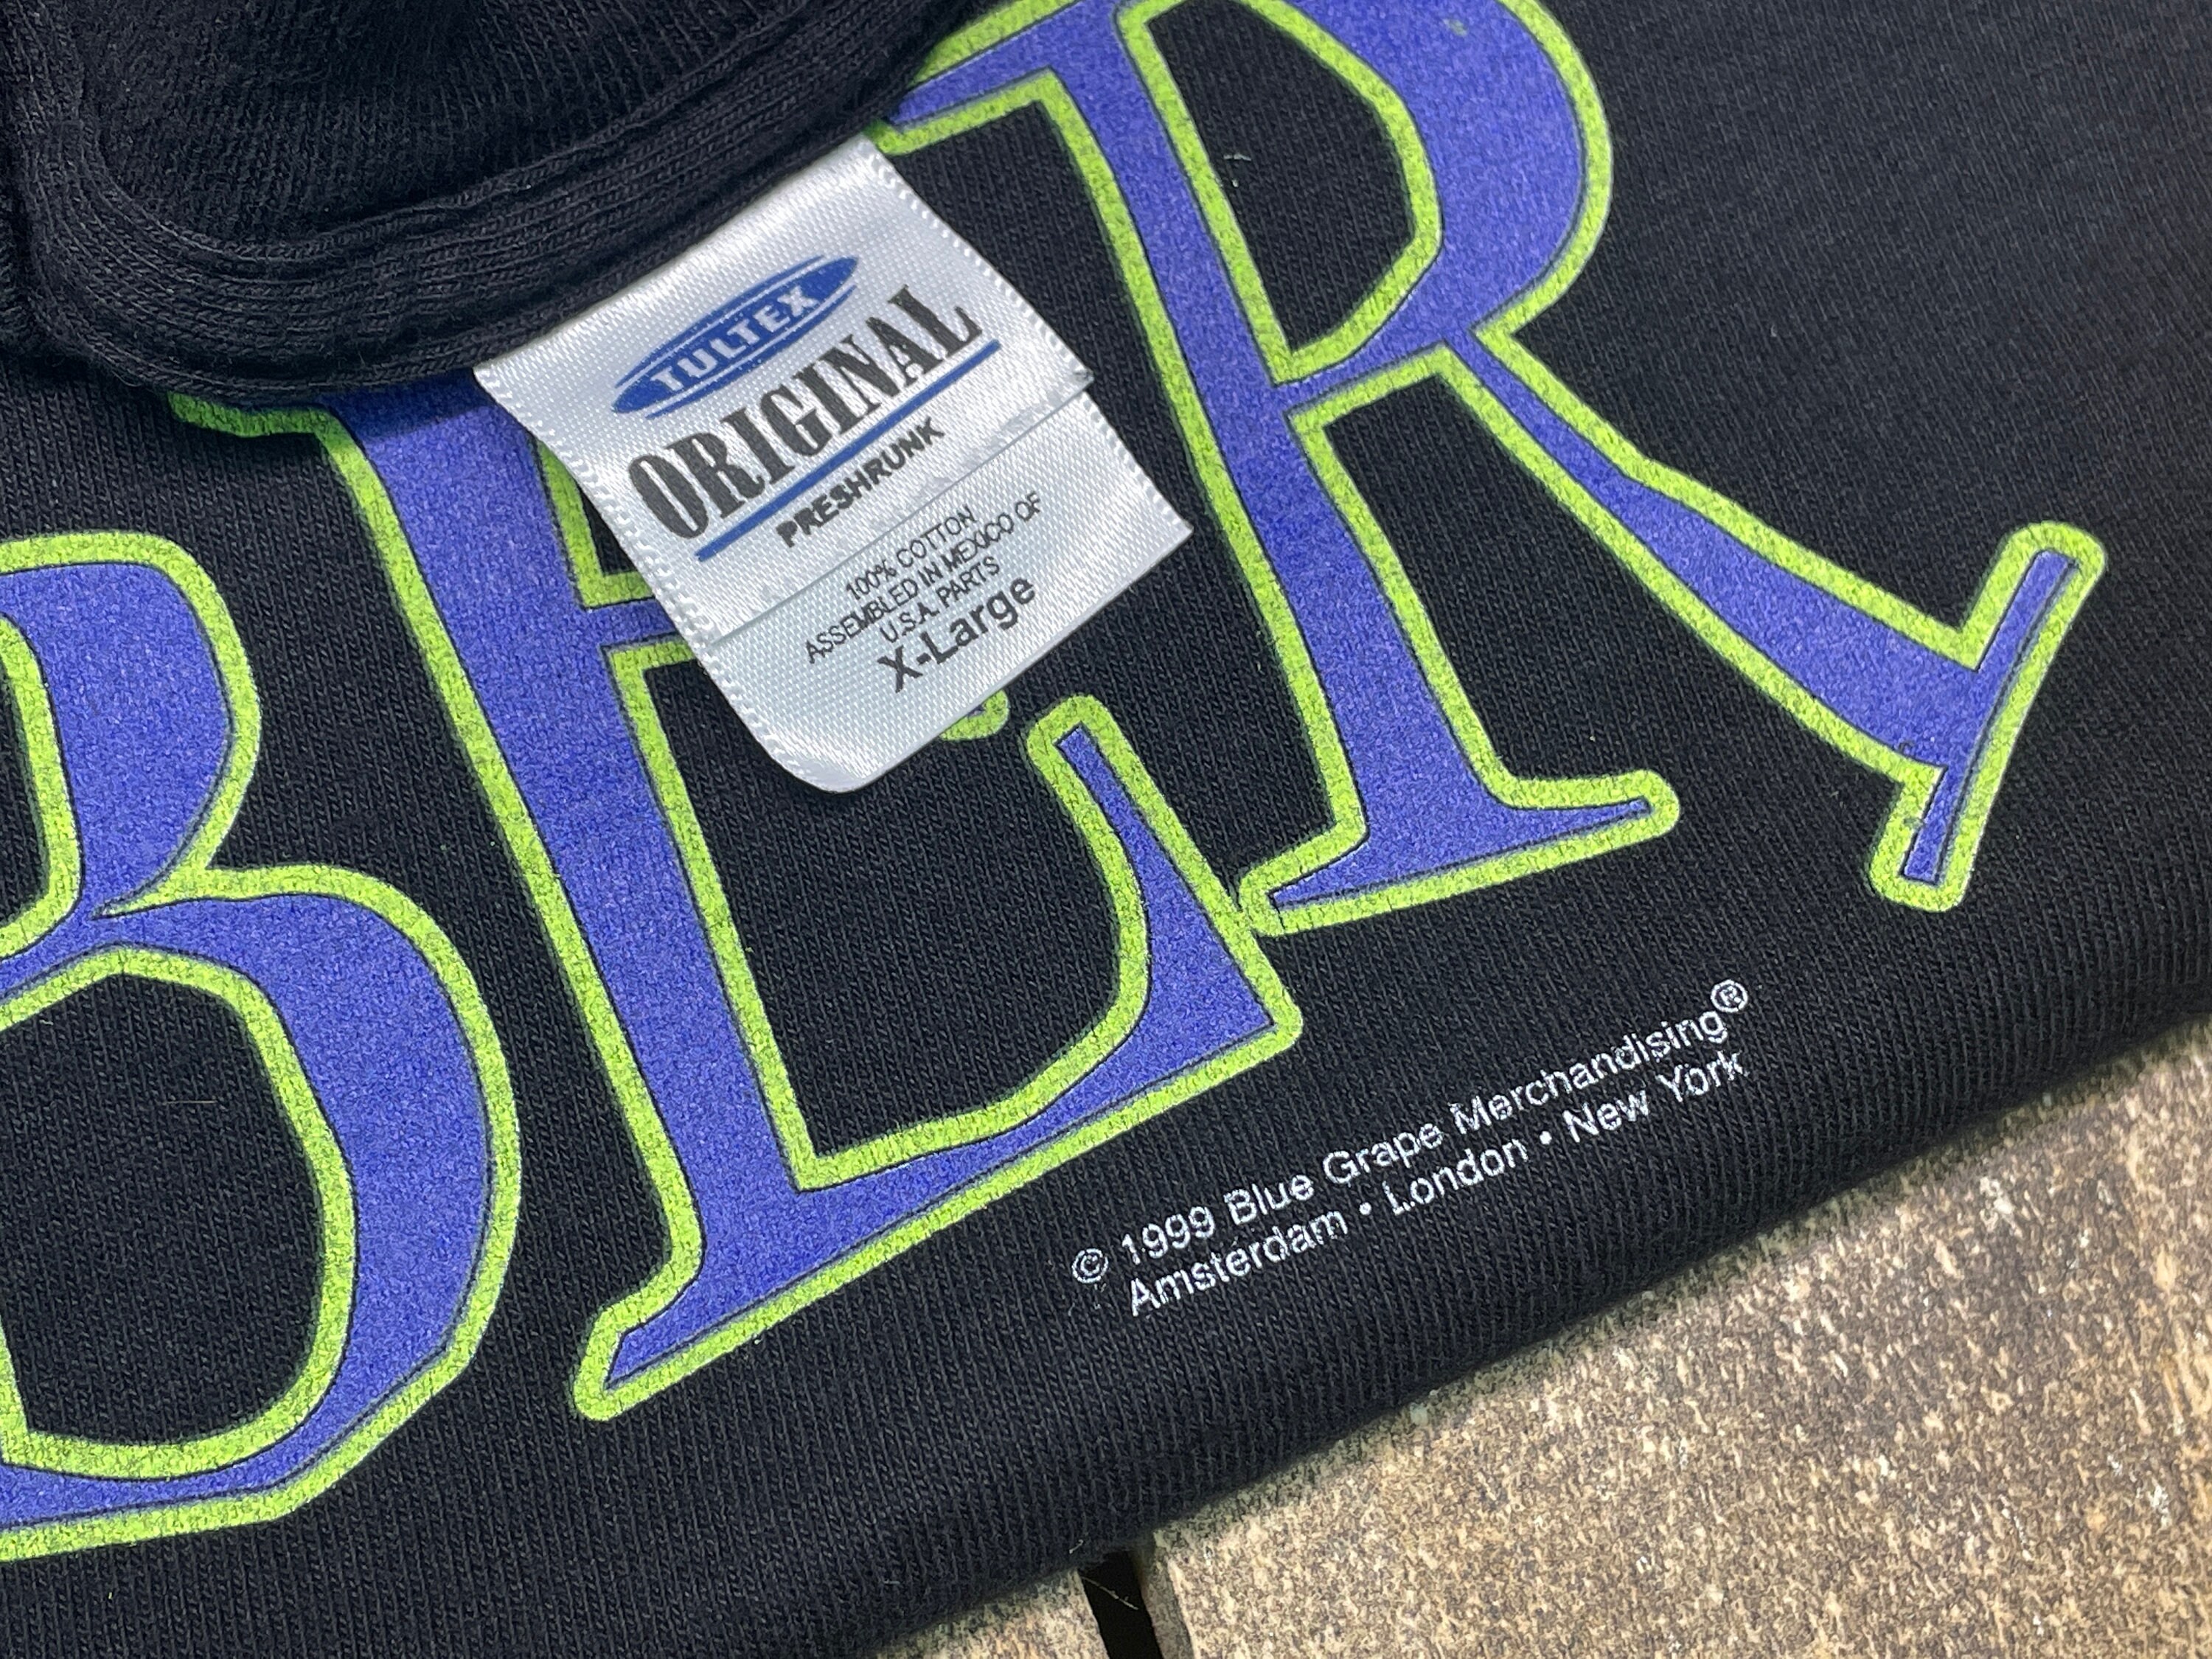 BER
TULTEX
ORIGINAL
PRESHRUNK
100% COTTON
ASSEMBLED IN MEXICO OF
U.S.A. PARTS
X-Large
© 1999 Blue Grape Merchandising®
Amsterdam • London • New York